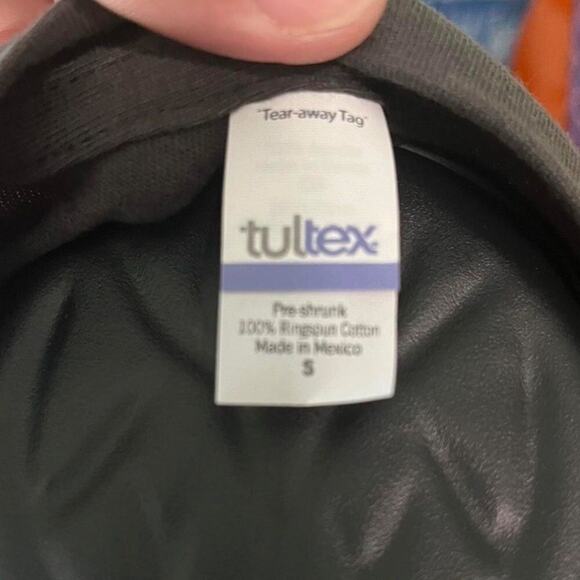 "Tear-away Tag"
tultex
Pre-shrunk
100% Ringspun Cotton
Made in Mexico
S